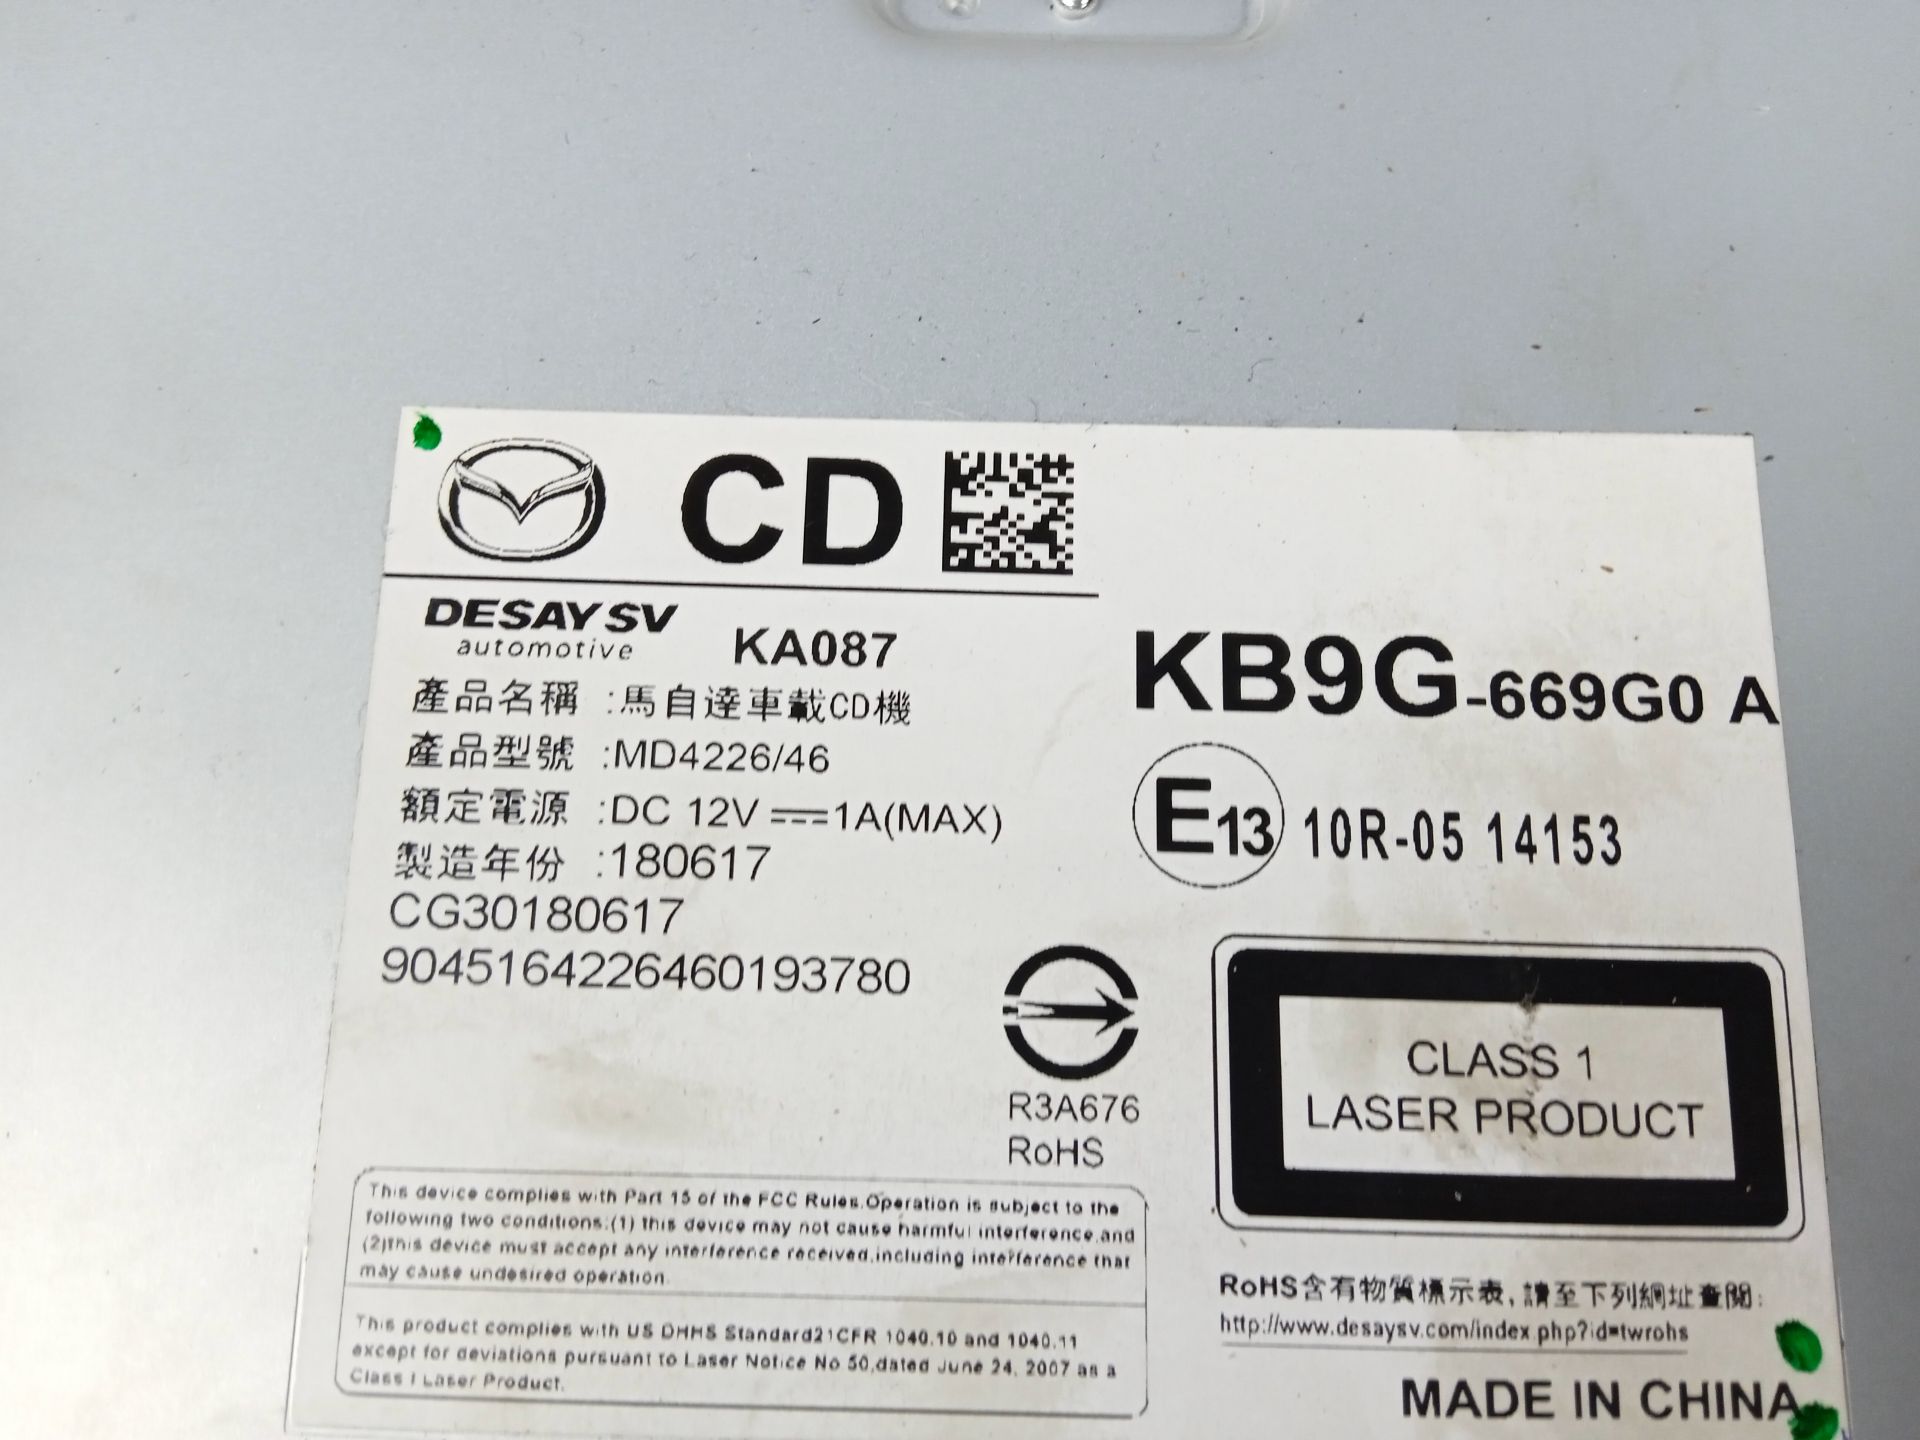 CD
DESAY SV
automotive
KA087
產品名稱 :馬自達車載CD機
產品型號 :MD4226/46
額定電源 :DC 12V 1A(MAX)
製造年份 :180617
CG30180617
9045164226460193780
KB9G-669G0 A
E13 10R-05 14153
R3A676
RoHS
CLASS 1
LASER PRODUCT
This device complies with Part 15 of the FCC Rules.Operation is subject to the
following two conditions:(1) this device may not cause harmful interference,and
(2)this device must accept any interference received,including interference that
may cause undesired operation.
This product complies with US DHHS Standard21CFR 1040.10 and 1040.11
except for deviations pursuant to Laser Notice No 50,dated June 24, 2007 as a
Class I Laser Product.
RoHS含有物質標示表,請至下列網址查閱:
http://www.desaysv.com/index.php?id=twrohs
MADE IN CHINA